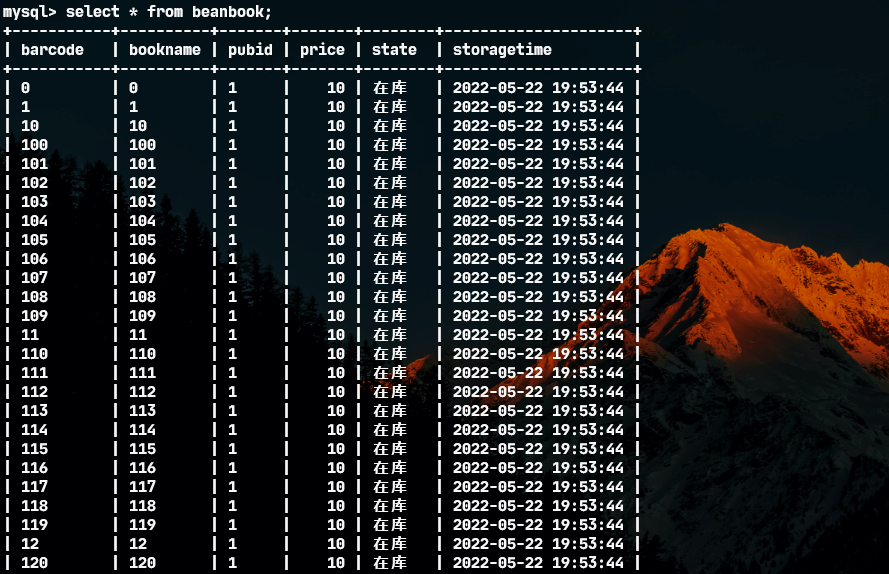 mysql> select * from beanbook;
+-----------+----------+-------+-------+--------+---------------------+
| barcode   | bookname | pubid | price | state  | storagetime         |
+-----------+----------+-------+-------+--------+---------------------+
| 0         | 0        | 1     |    10 | 在库   | 2022-05-22 19:53:44 |
| 1         | 1        | 1     |    10 | 在库   | 2022-05-22 19:53:44 |
| 10        | 10       | 1     |    10 | 在库   | 2022-05-22 19:53:44 |
| 100       | 100      | 1     |    10 | 在库   | 2022-05-22 19:53:44 |
| 101       | 101      | 1     |    10 | 在库   | 2022-05-22 19:53:44 |
| 102       | 102      | 1     |    10 | 在库   | 2022-05-22 19:53:44 |
| 103       | 103      | 1     |    10 | 在库   | 2022-05-22 19:53:44 |
| 104       | 104      | 1     |    10 | 在库   | 2022-05-22 19:53:44 |
| 105       | 105      | 1     |    10 | 在库   | 2022-05-22 19:53:44 |
| 106       | 106      | 1     |    10 | 在库   | 2022-05-22 19:53:44 |
| 107       | 107      | 1     |    10 | 在库   | 2022-05-22 19:53:44 |
| 108       | 108      | 1     |    10 | 在库   | 2022-05-22 19:53:44 |
| 109       | 109      | 1     |    10 | 在库   | 2022-05-22 19:53:44 |
| 11        | 11       | 1     |    10 | 在库   | 2022-05-22 19:53:44 |
| 110       | 110      | 1     |    10 | 在库   | 2022-05-22 19:53:44 |
| 111       | 111      | 1     |    10 | 在库   | 2022-05-22 19:53:44 |
| 112       | 112      | 1     |    10 | 在库   | 2022-05-22 19:53:44 |
| 113       | 113      | 1     |    10 | 在库   | 2022-05-22 19:53:44 |
| 114       | 114      | 1     |    10 | 在库   | 2022-05-22 19:53:44 |
| 115       | 115      | 1     |    10 | 在库   | 2022-05-22 19:53:44 |
| 116       | 116      | 1     |    10 | 在库   | 2022-05-22 19:53:44 |
| 117       | 117      | 1     |    10 | 在库   | 2022-05-22 19:53:44 |
| 118       | 118      | 1     |    10 | 在库   | 2022-05-22 19:53:44 |
| 119       | 119      | 1     |    10 | 在库   | 2022-05-22 19:53:44 |
| 12        | 12       | 1     |    10 | 在库   | 2022-05-22 19:53:44 |
| 120       | 120      | 1     |    10 | 在库   | 2022-05-22 19:53:44 |